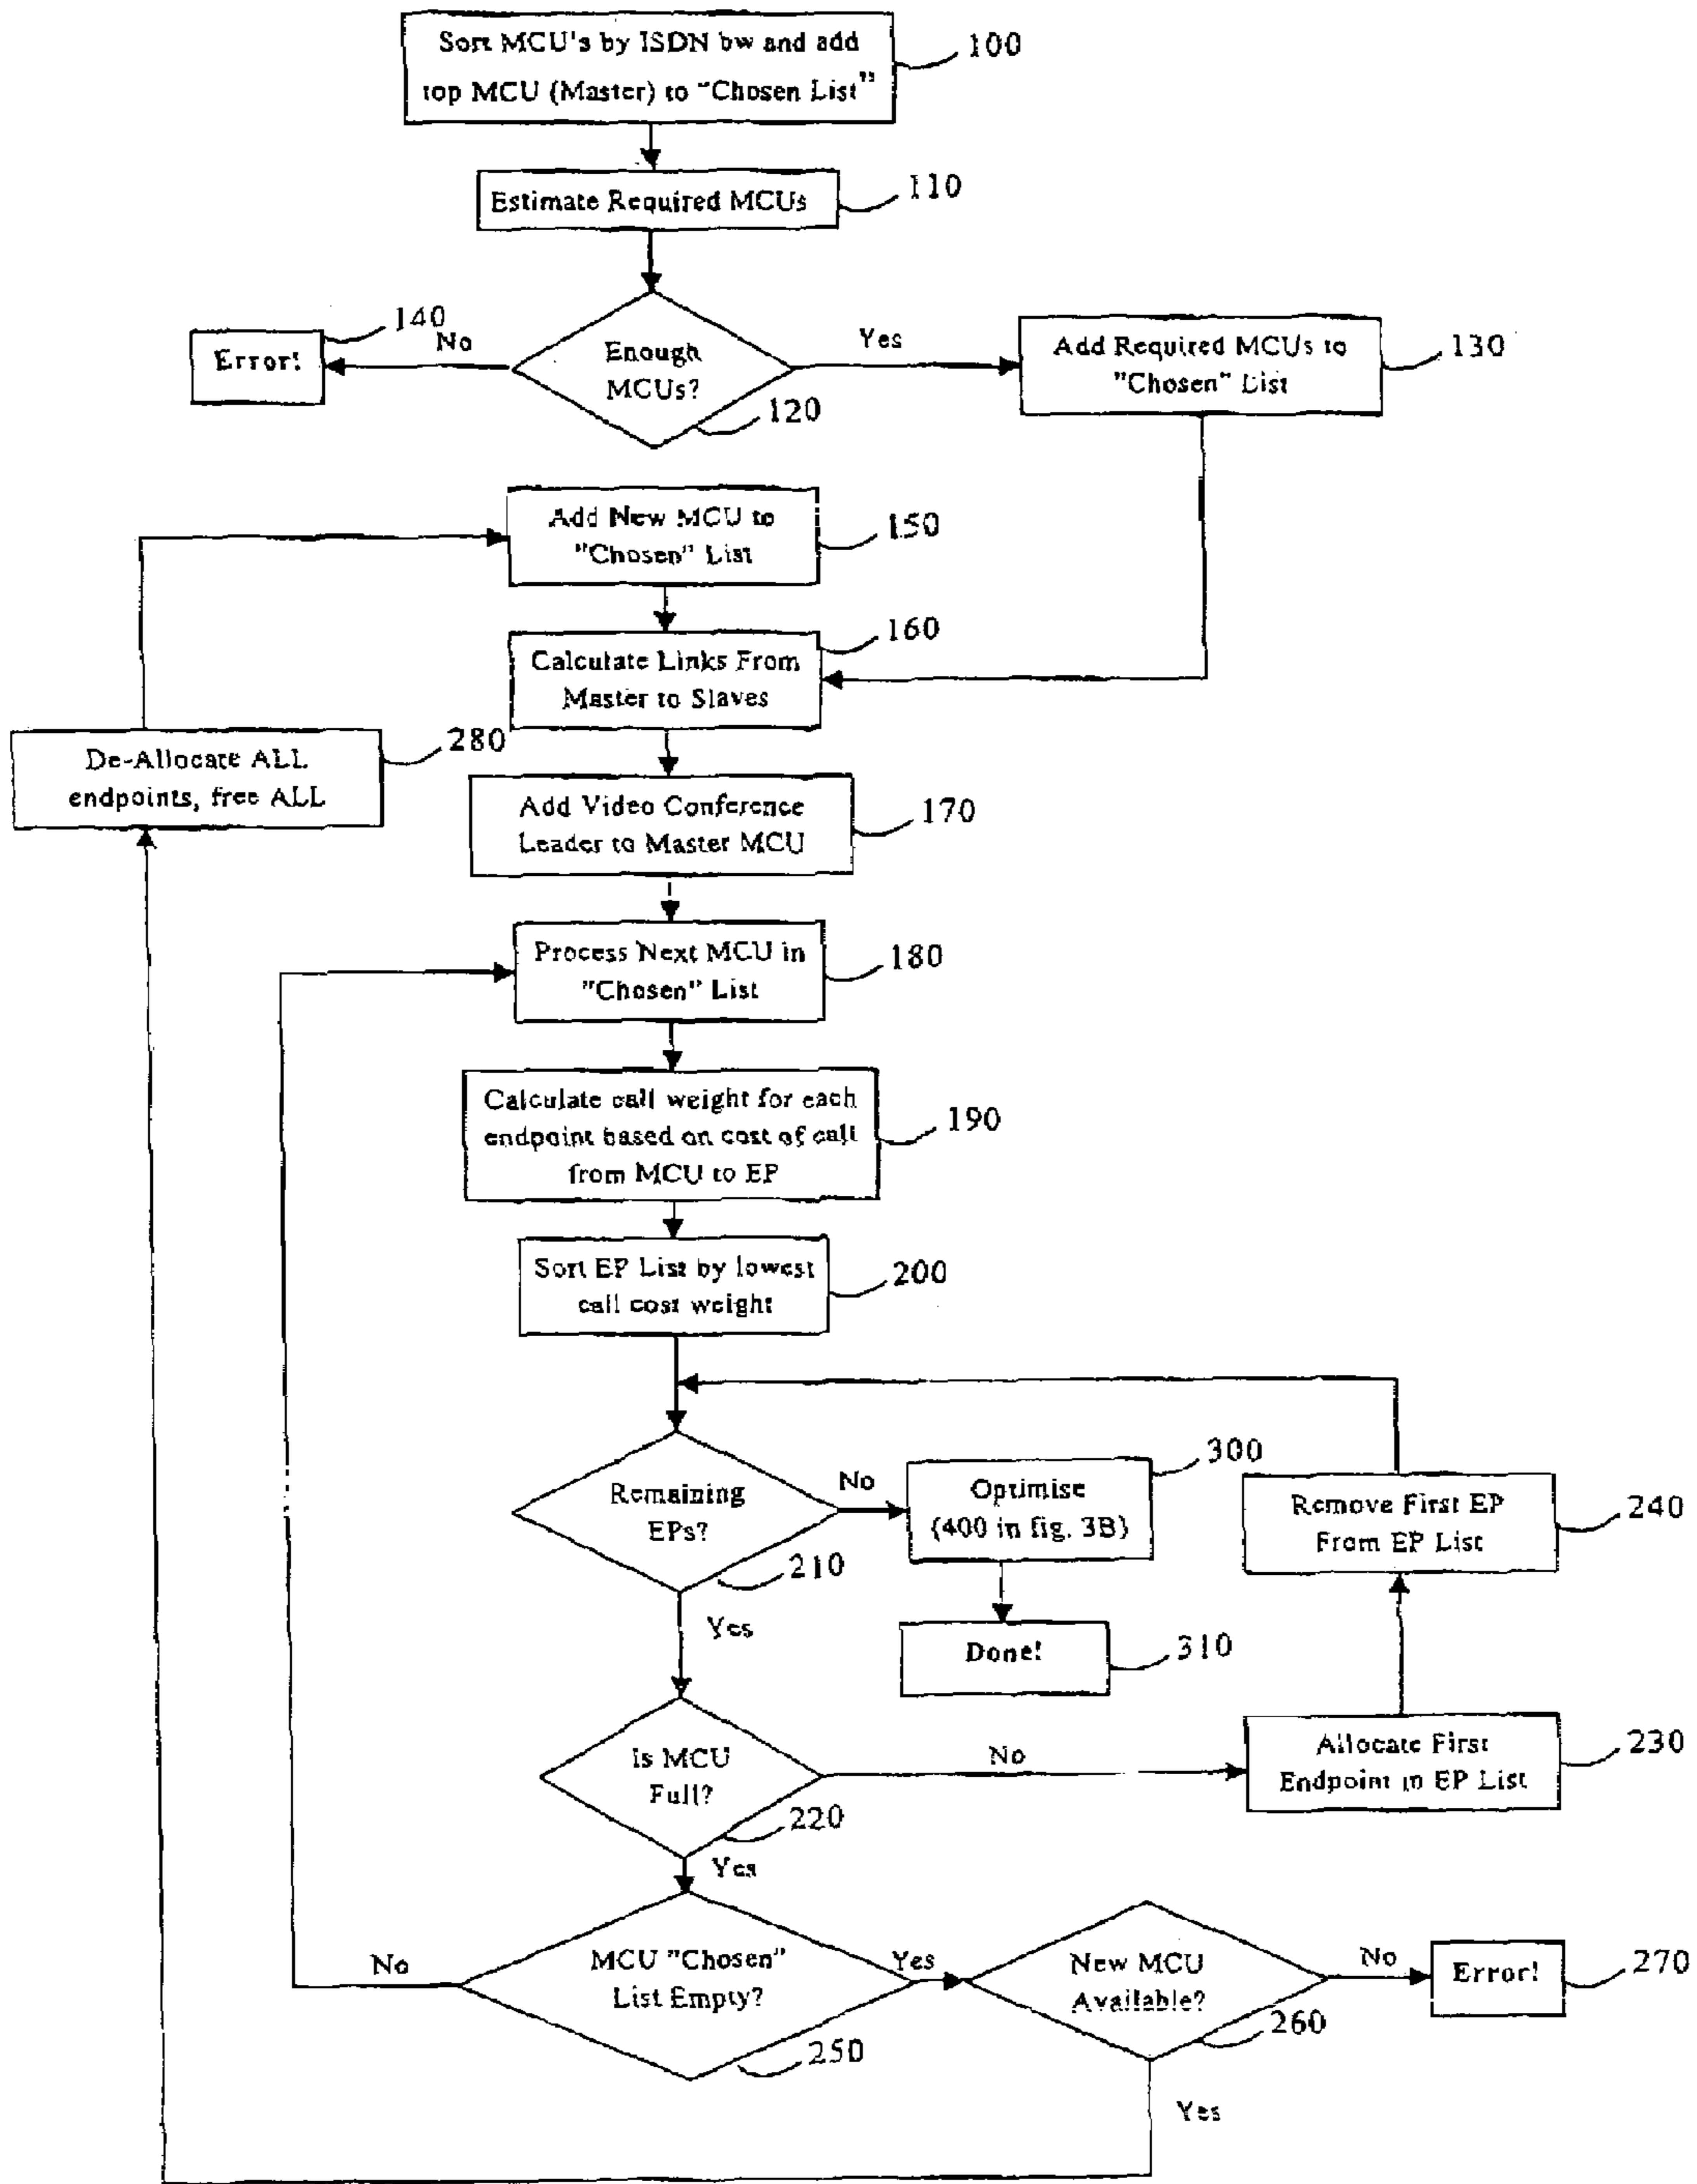 Sort MCU's by ISDN bw and add
top MCU (Master) to "Chosen List"
100
Estimate Required MCUs
110
Enough
MCUs?
120
No
Yes
Error!
140
Add Required MCUs to
"Chosen" List
130
Add New MCU to
"Chosen" List
150
Calculate Links From
Master to Slaves
160
De-Allocate ALL
endpoints, free ALL
280
Add Video Conference
Leader to Master MCU
170
Process Next MCU in
"Chosen" List
180
Calculate call weight for each
endpoint based on cost of call
from MCU to EP
190
Sort EP List by lowest
call cost weight
200
Remaining
EPs?
210
No
Yes
Optimise
(400 in fig. 3B)
300
Done!
310
Remove First EP
From EP List
240
Is MCU
Full?
220
No
Yes
Allocate First
Endpoint in EP List
230
MCU "Chosen"
List Empty?
250
No
Yes
New MCU
Available?
260
No
Yes
Error!
270